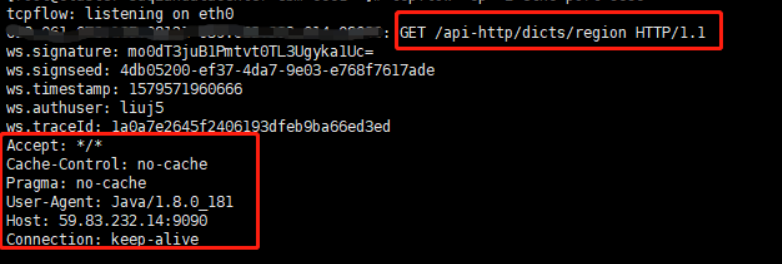 tcpflow: listening on eth0
: GET /api-http/dicts/region HTTP/1.1
ws.signature: mo0dT3juB1Pmtvt0TL3Ugyka1Uc=
ws.signseed: 4db05200-ef37-4da7-9e03-e768f7617ade
ws.timestamp: 1579571960666
ws.authuser: liuj5
ws.traceId: 1a0a7e2645f2406193dfeb9ba66ed3ed
Accept: */*
Cache-Control: no-cache
Pragma: no-cache
User-Agent: Java/1.8.0_181
Host: 59.83.232.14:9090
Connection: keep-alive